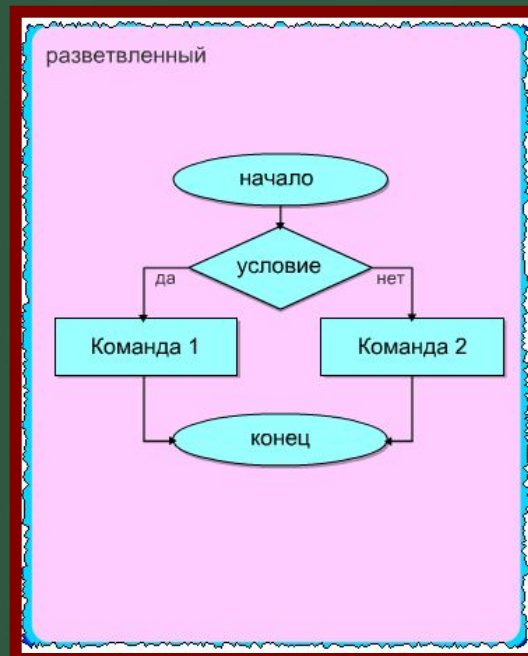 разветвленный
начало
условие
да
нет
Команда 1
Команда 2
конец